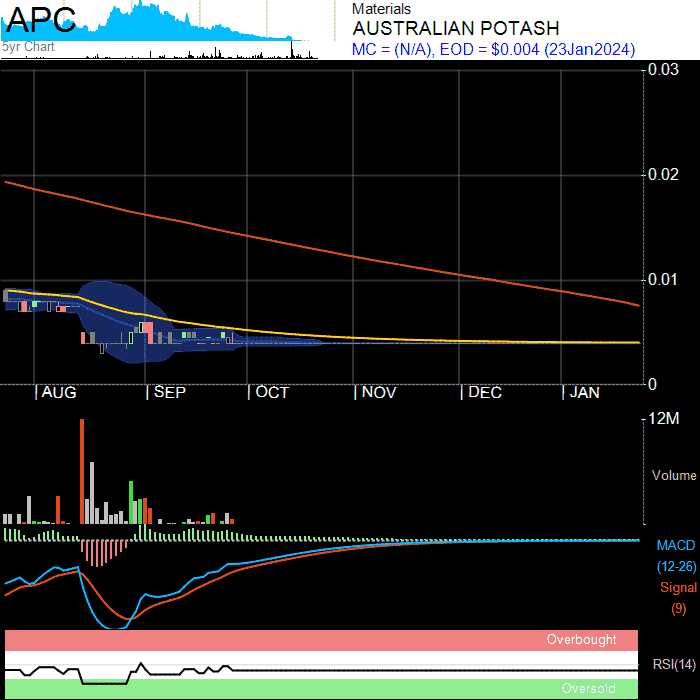 APC
5yr Chart
Materials
AUSTRALIAN POTASH
MC = (N/A), EOD = $0.004 (23Jan2024)
0.03
0.02
0.01
0
AUG SEP OCT NOV DEC JAN
12M
Volume
MACD
(12-26)
Signal
(9)
Overbought
RSI(14)
Oversold